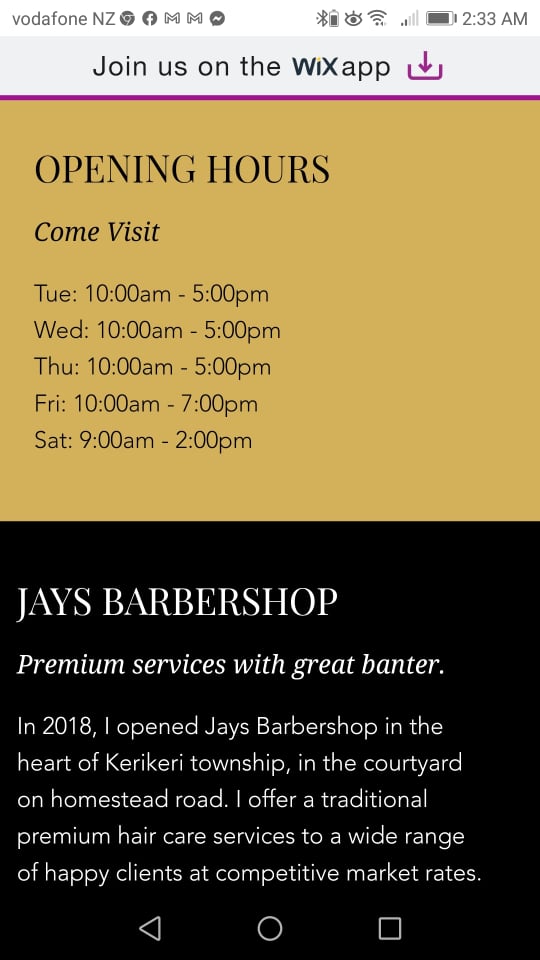 vodafone NZ 2:33 AM
Join us on the WiX app
OPENING HOURS
Come Visit
Tue: 10:00am - 5:00pm
Wed: 10:00am - 5:00pm
Thu: 10:00am - 5:00pm
Fri: 10:00am - 7:00pm
Sat: 9:00am - 2:00pm
JAYS BARBERSHOP
Premium services with great banter.
In 2018, I opened Jays Barbershop in the
heart of Kerikeri township, in the courtyard
on homestead road. I offer a traditional
premium hair care services to a wide range
of happy clients at competitive market rates.